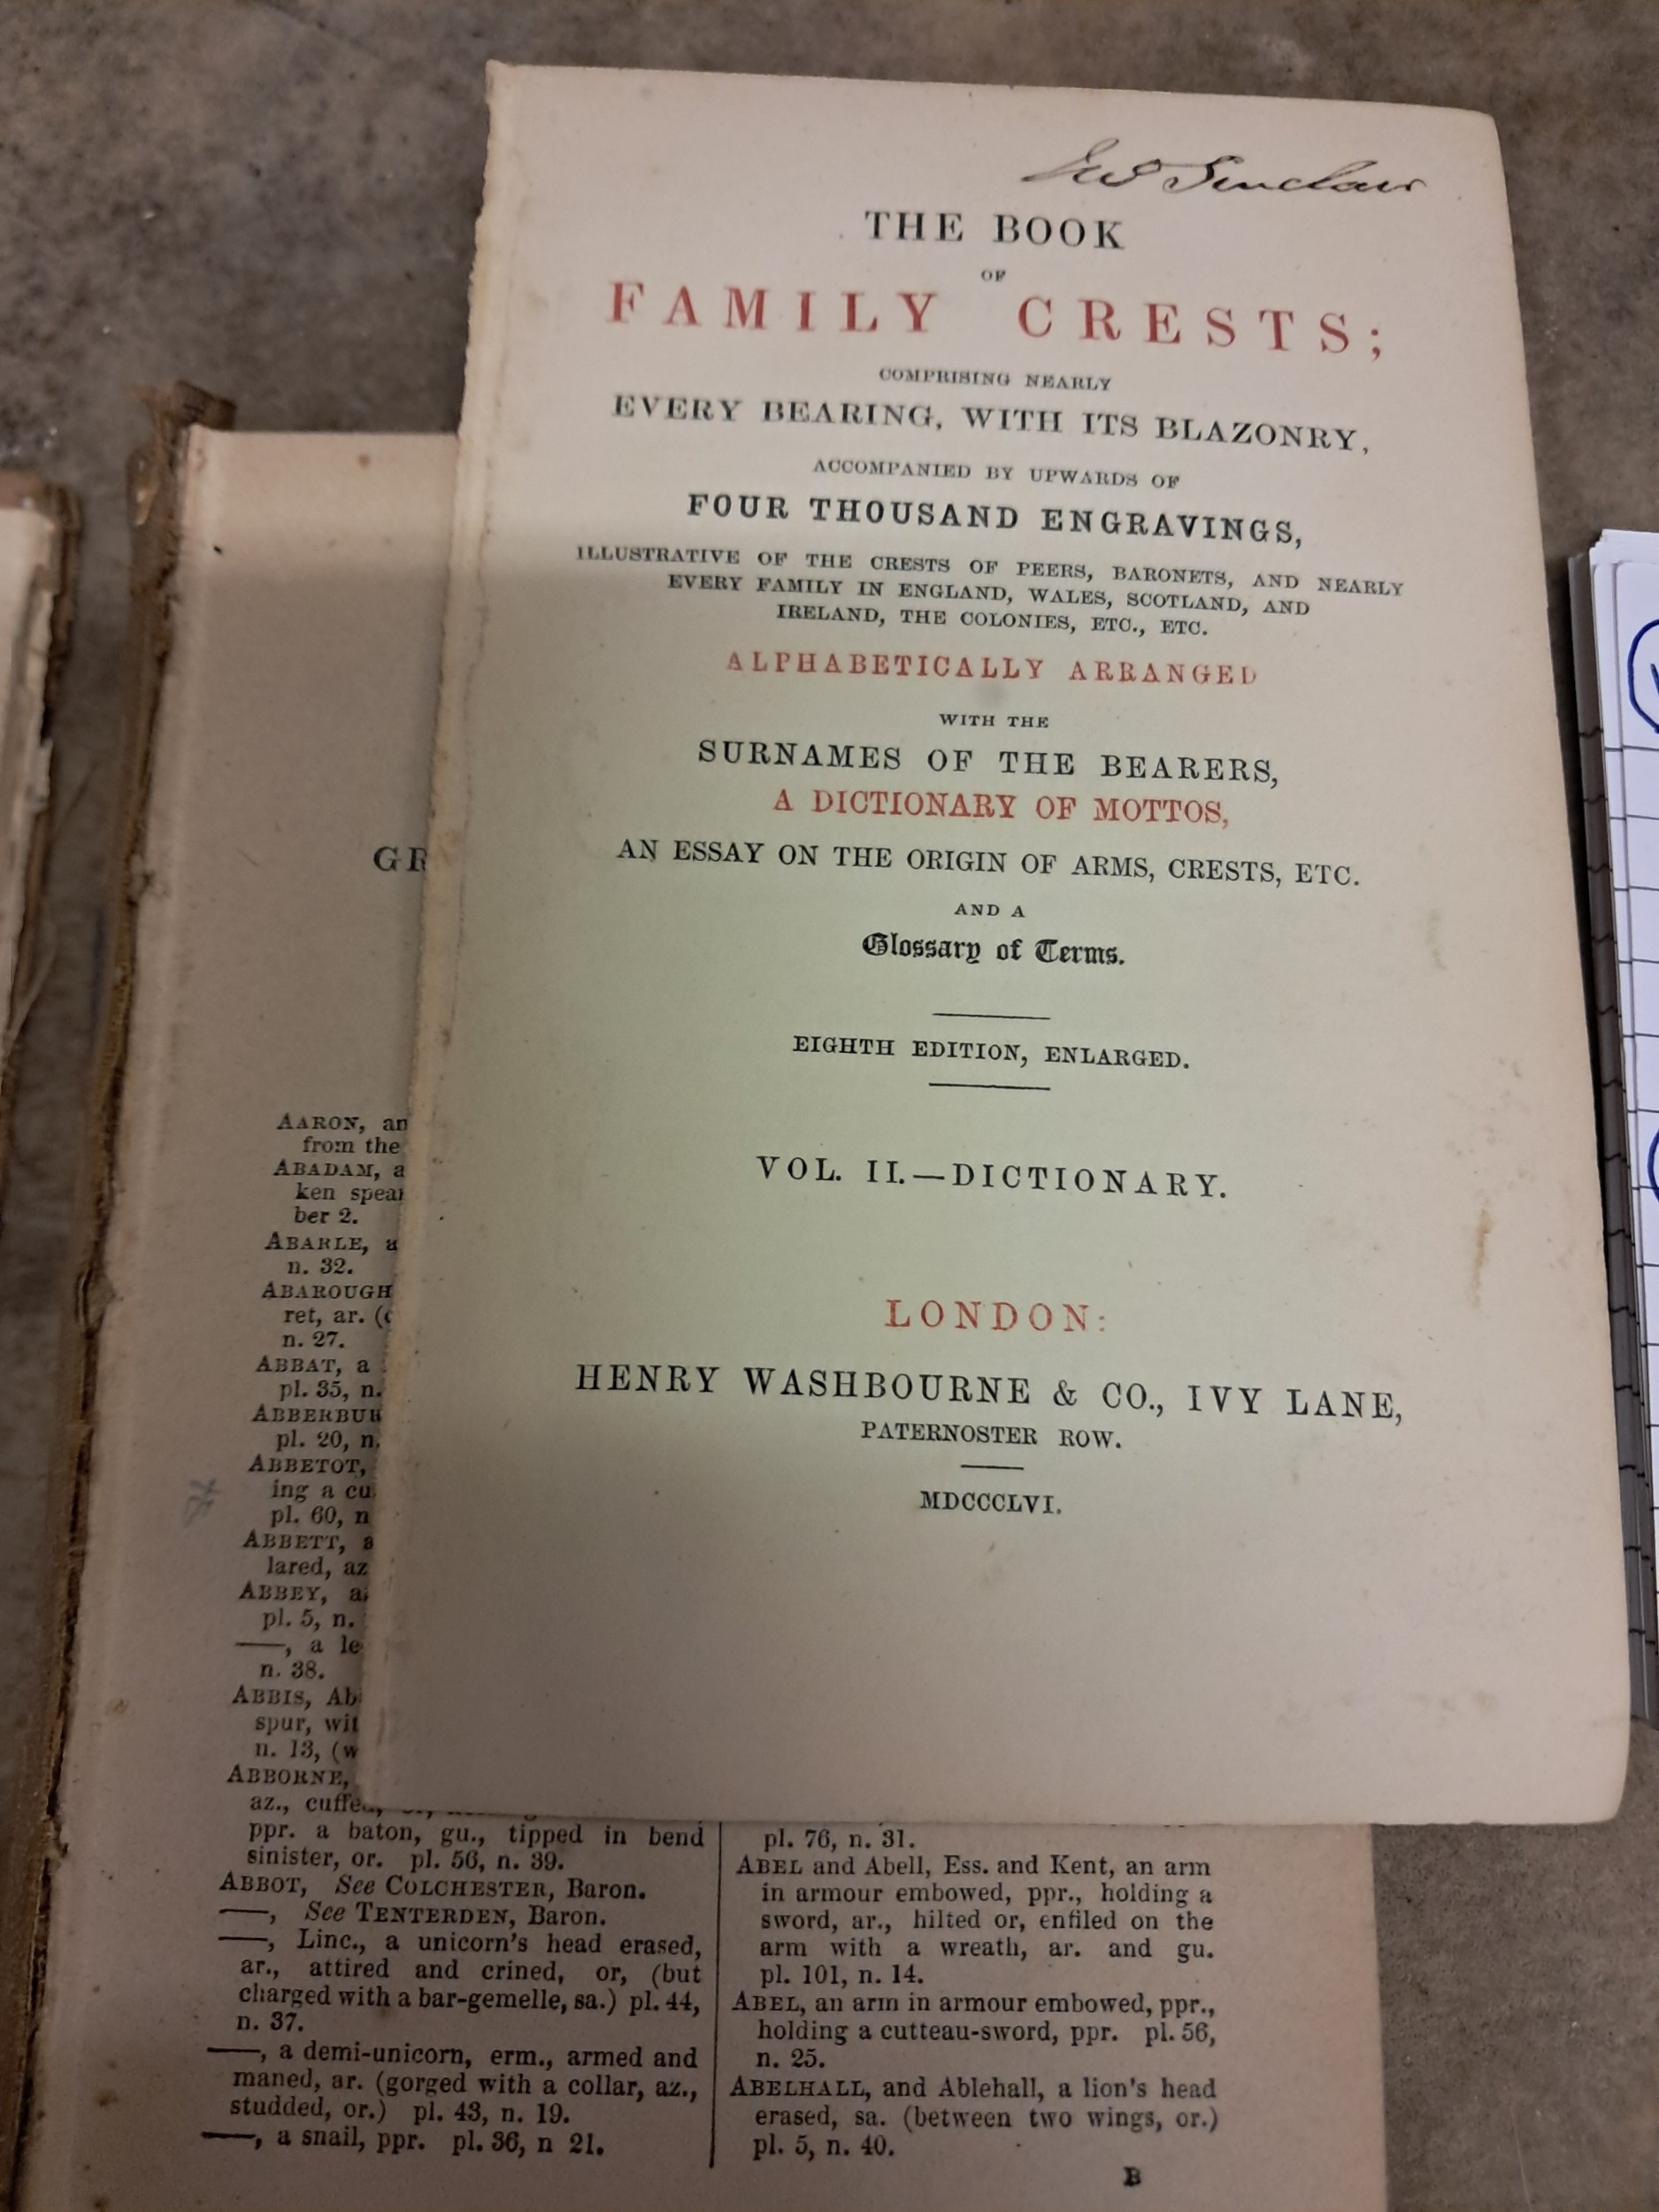 Sinclair
THE BOOK
OF
FAMILY CRESTS;
COMPRISING NEARLY
EVERY BEARING, WITH ITS BLAZONRY,
ACCOMPANIED BY UPWARDS OF
FOUR THOUSAND ENGRAVINGS,
ILLUSTRATIVE OF THE CRESTS OF PEERS, BARONETS, AND NEARLY
EVERY FAMILY IN ENGLAND, WALES, SCOTLAND, AND
IRELAND, THE COLONIES, ETC., ETC.
ALPHABETICALLY ARRANGED
WITH THE
SURNAMES OF THE BEARERS,
A DICTIONARY OF MOTTOS,
AN ESSAY ON THE ORIGIN OF ARMS, CRESTS, ETC.
AND A
Glossary of Terms.
EIGHTH EDITION, ENLARGED.
VOL. II.—DICTIONARY.
LONDON:
HENRY WASHBOURNE & CO., IVY LANE,
PATERNOSTER ROW.
MDCCCLVI.
GR
AARON, an
from the
ABADAM, a
ken spear
ber 2.
ABARLE, a
n. 32.
ABAROUGH
ret, ar. (
n. 27.
ABBAT, a
pl. 35, n.
ABBERBUR
pl. 20, n.
ABBETOT,
ing a cu
pl. 60, n
ABBETT, a
lared, az
ABBEY, a
pl. 5, n.
——, a le
n. 38.
ABBIS, Ab
spur, wit
n. 13, (w
ABBORNE,
az., cuffed,
ppr. a baton, gu., tipped in bend
sinister, or. pl. 56, n. 39.
ABBOT, See COLCHESTER, Baron.
——, See TENTERDEN, Baron.
——, Linc., a unicorn's head erased,
ar., attired and crined, or, (but
charged with a bar-gemelle, sa.) pl. 44,
n. 37.
——, a demi-unicorn, erm., armed and
maned, ar. (gorged with a collar, az.,
studded, or.) pl. 43, n. 19.
——, a snail, ppr. pl. 36, n 21.
pl. 76, n. 31.
ABEL and Abell, Ess. and Kent, an arm
in armour embowed, ppr., holding a
sword, ar., hilted or, enfiled on the
arm with a wreath, ar. and gu.
pl. 101, n. 14.
ABEL, an arm in armour embowed, ppr.,
holding a cutteau-sword, ppr. pl. 56,
n. 25.
ABELHALL, and Ablehall, a lion's head
erased, sa. (between two wings, or.)
pl. 5, n. 40.
B